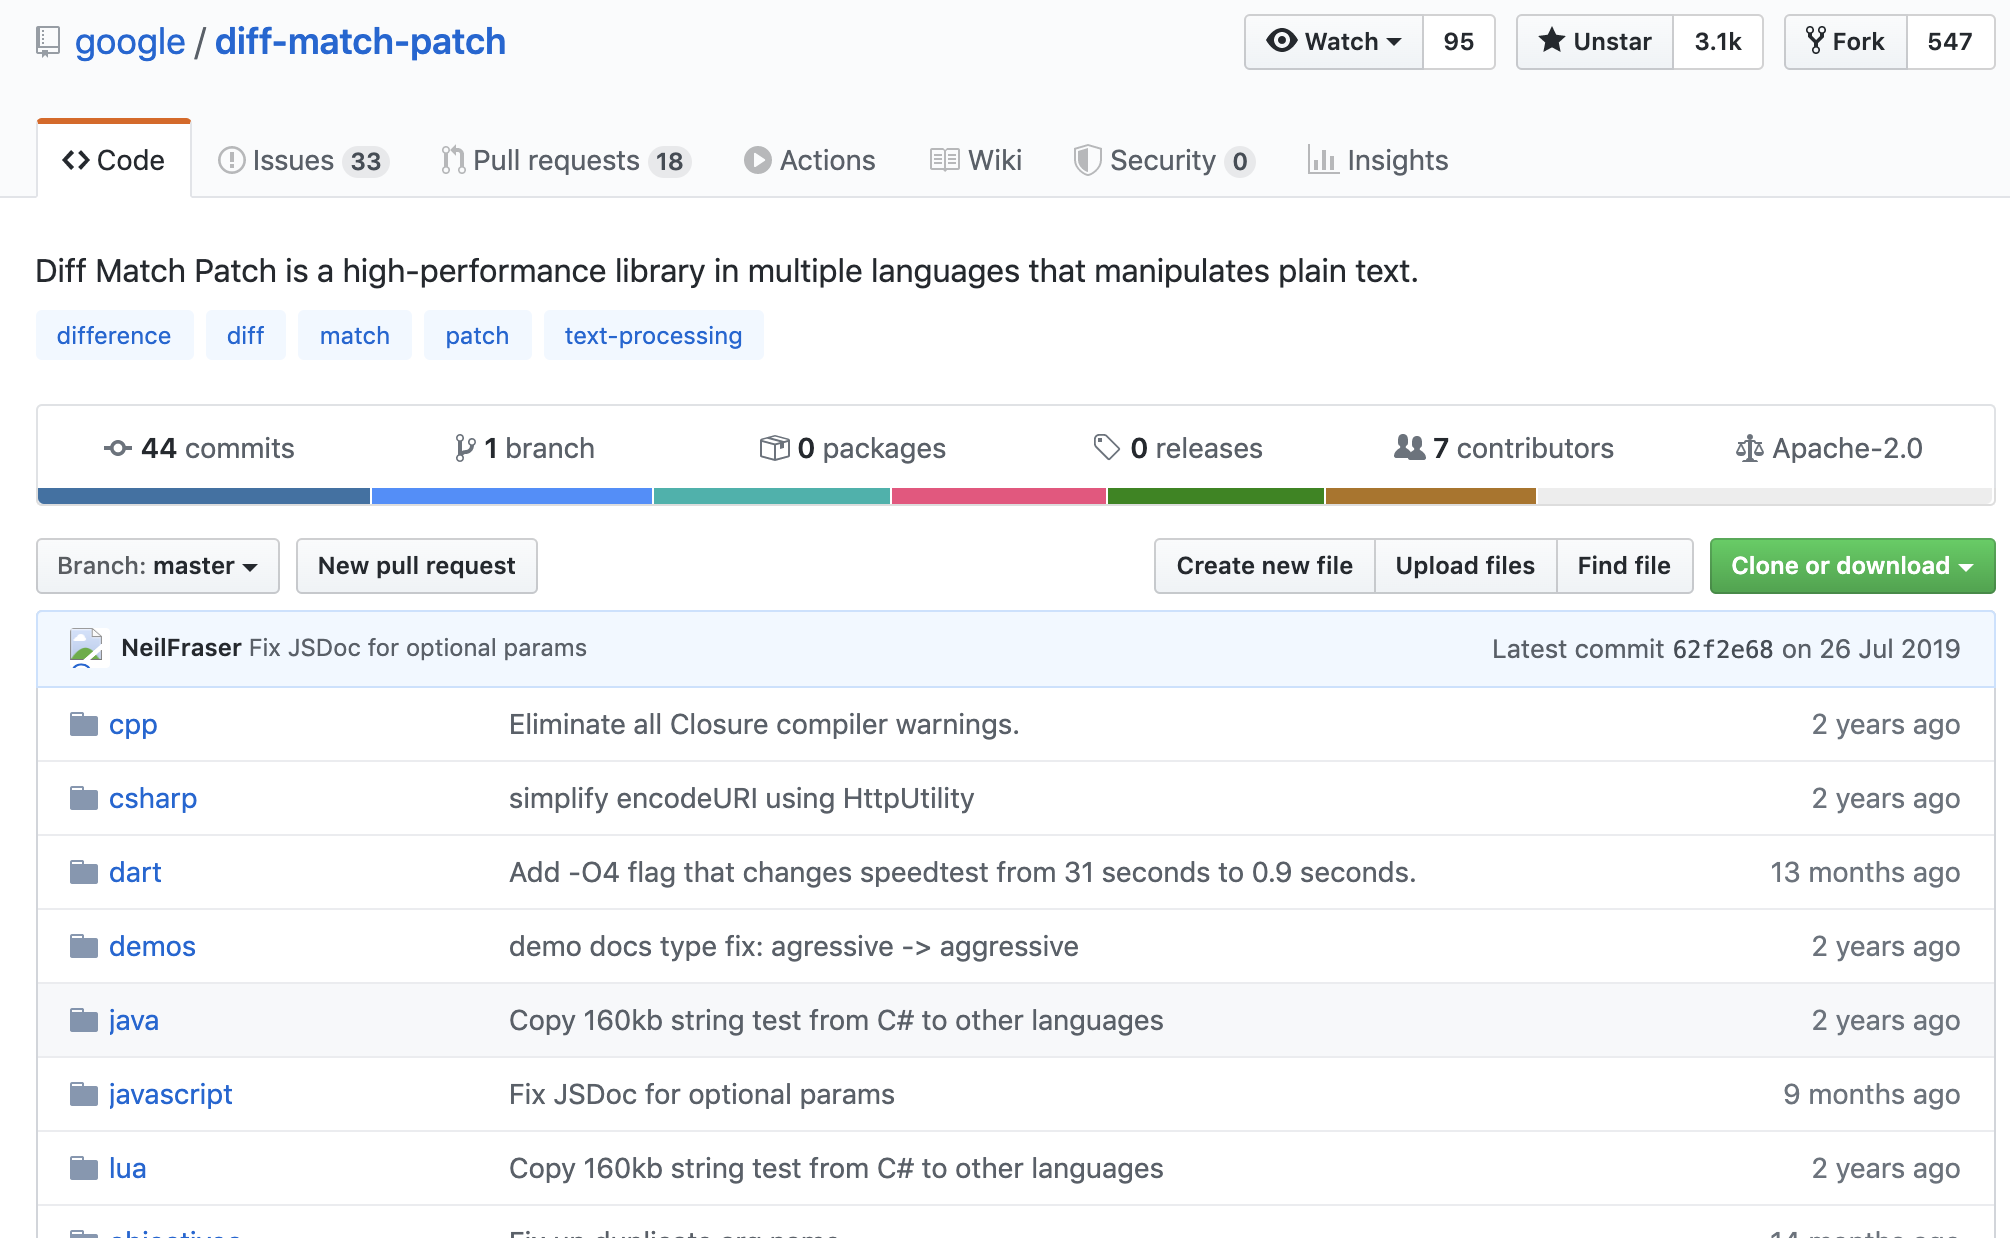 google / diff-match-patch
Watch 95 Unstar 3.1k Fork 547
Code Issues 33 Pull requests 18 Actions Wiki Security 0 Insights
Diff Match Patch is a high-performance library in multiple languages that manipulates plain text.
difference diff match patch text-processing
44 commits 1 branch 0 packages 0 releases 7 contributors Apache-2.0
Branch: master New pull request Create new file Upload files Find file Clone or download
NeilFraser Fix JSDoc for optional params Latest commit 62f2e68 on 26 Jul 2019
cpp Eliminate all Closure compiler warnings. 2 years ago
csharp simplify encodeURI using HttpUtility 2 years ago
dart Add -O4 flag that changes speedtest from 31 seconds to 0.9 seconds. 13 months ago
demos demo docs type fix: agressive -> aggressive 2 years ago
java Copy 160kb string test from C# to other languages 2 years ago
javascript Fix JSDoc for optional params 9 months ago
lua Copy 160kb string test from C# to other languages 2 years ago